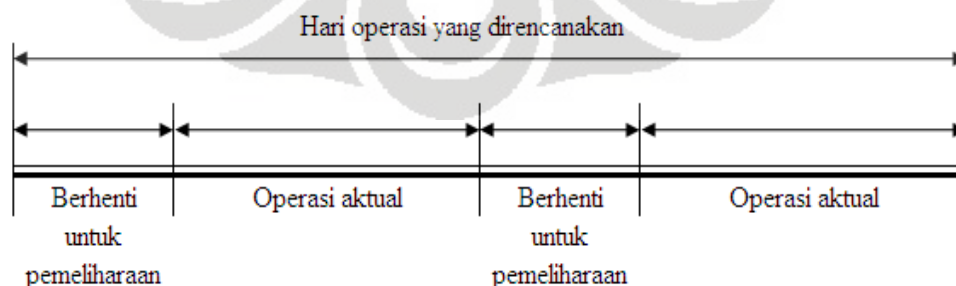 Hari operasi yang direncanakan
Berhenti
untuk
pemeliharaan
Operasi aktual
Berhenti
untuk
pemeliharaan
Operasi aktual